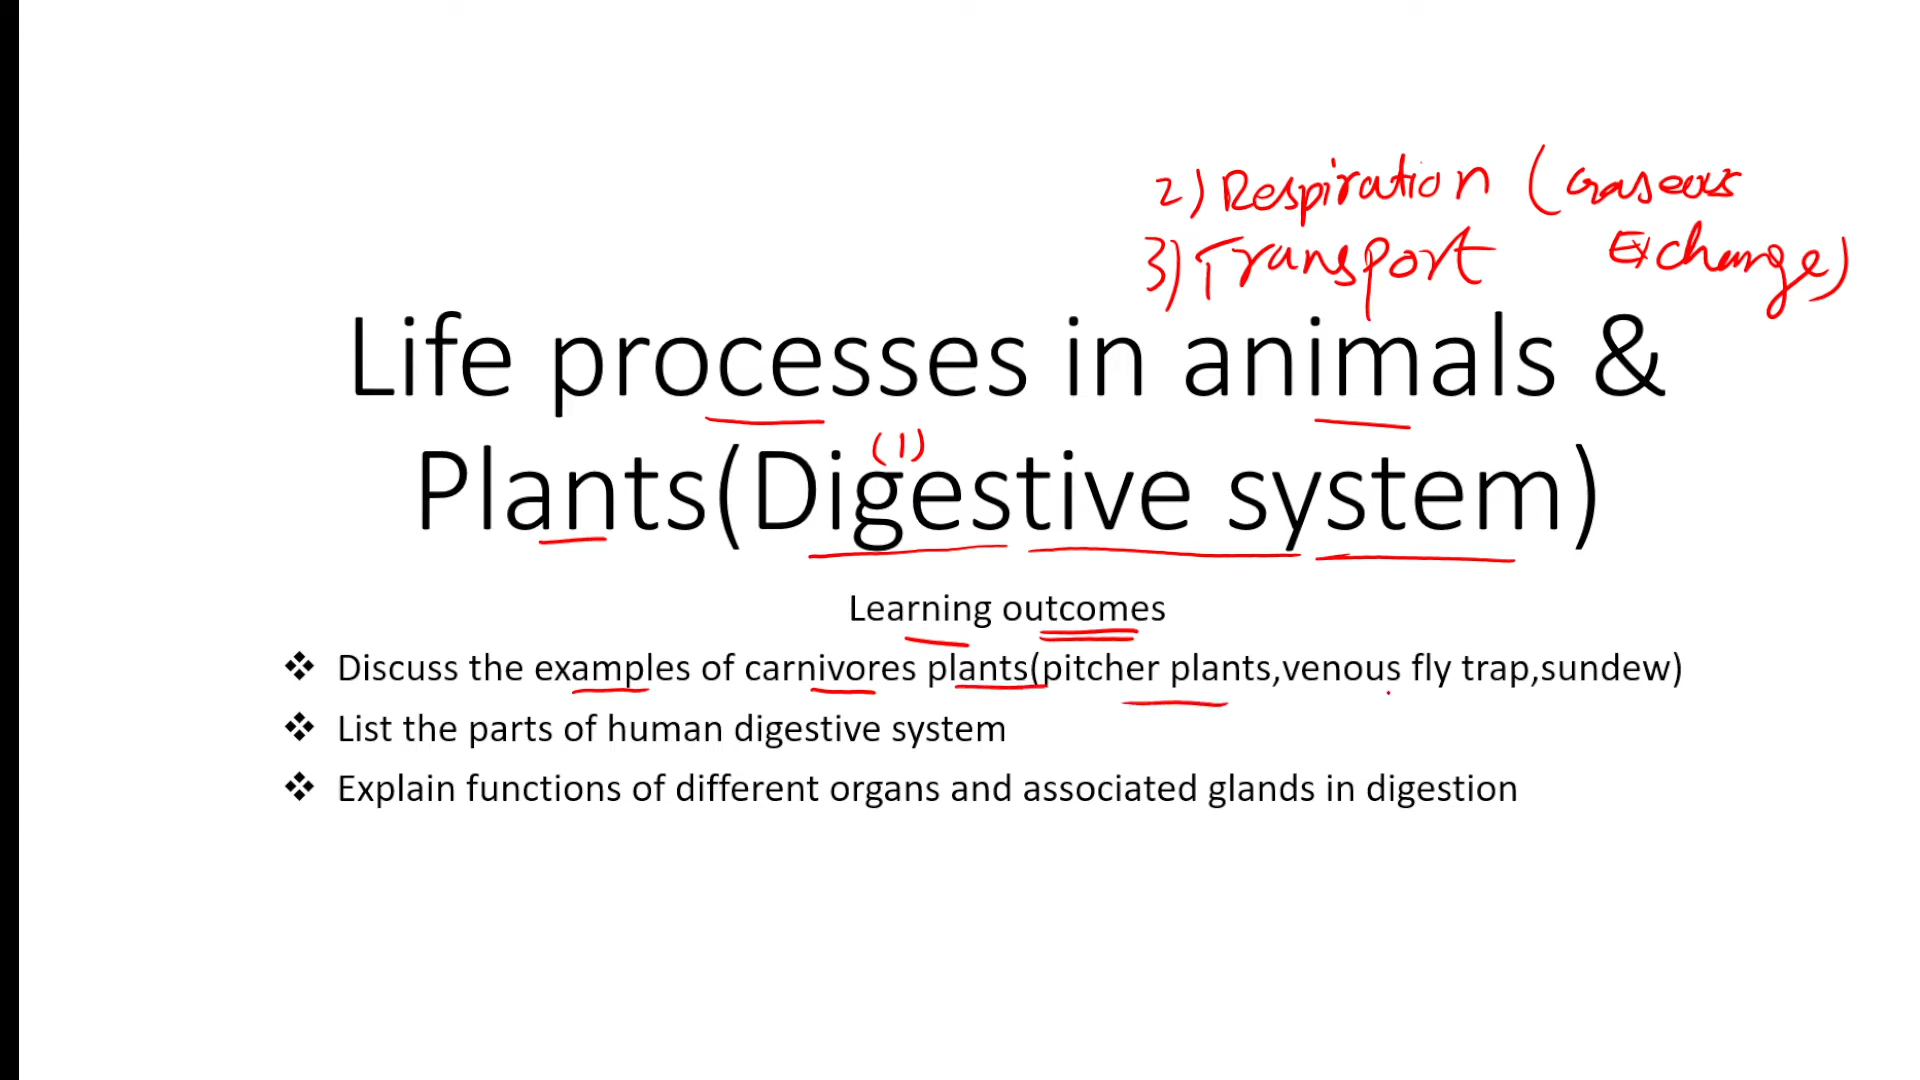 2) Respiration (Gaseous
3) Transport Exchange)
Life processes in animals &
(1)
Plants(Digestive system)
Learning outcomes
❖ Discuss the examples of carnivores plants(pitcher plants,venous fly trap,sundew)
❖ List the parts of human digestive system
❖ Explain functions of different organs and associated glands in digestion